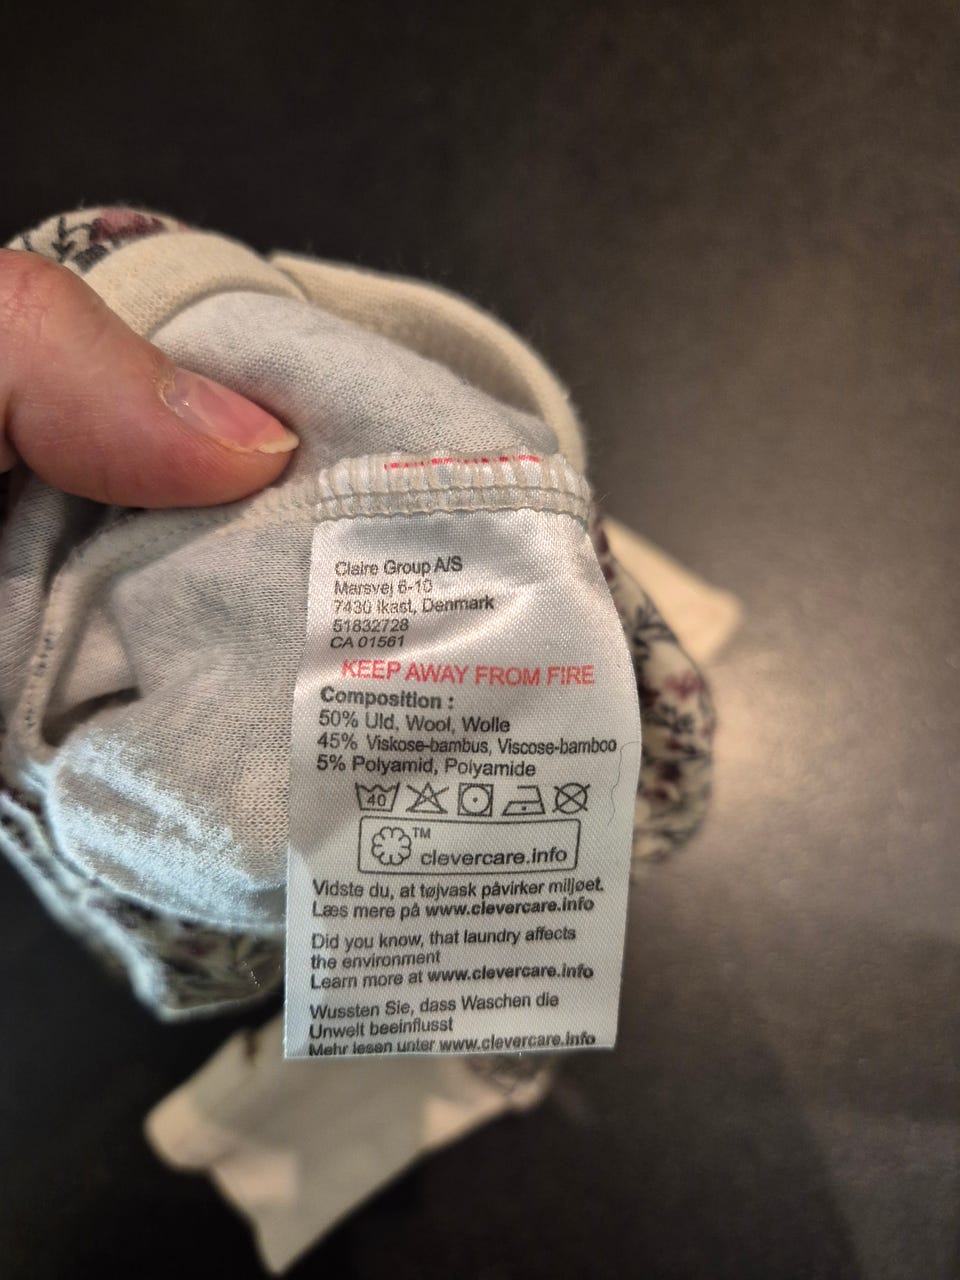 Claire Group A/S
Marsvej 6-10
7430 Ikast, Denmark
51832728
CA 01561
KEEP AWAY FROM FIRE
Composition :
50% Uld, Wool, Wolle
45% Viskose-bambus, Viscose-bamboo
5% Polyamid, Polyamide
40
TM
clevercare.info
Vidste du, at tøjvask påvirker miljøet.
Læs mere på www.clevercare.info
Did you know, that laundry affects
the environment
Learn more at www.clevercare.info
Wussten Sie, dass Waschen die
Unwelt beeinflusst
Mehr lesen unter www.clevercare.info